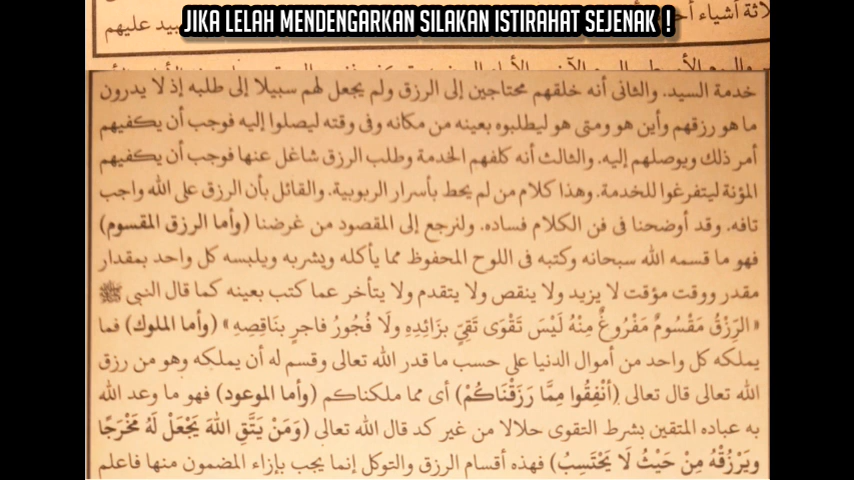 JIKA LELAH MENDENGARKAN SILAKAN ISTIRAHAT SEJENAK !
خدمة السيد. والثانى أنه خلقهم محتاجين إلى الرزق ولم يجعل لهم سبيلا إلى طلبه إذ لا يدرون
ما هو رزقهم وأين هو ومتى هو ليطلبوه بعينه من مكانه وفى وقته ليصلوا إليه فوجب أن يكفيهم
أمر ذلك ويوصلهم إليه. والثالث أنه كلفهم الخدمة وطلب الرزق شاغل عنها فوجب أن يكفيهم
المؤنة ليتفرغوا للخدمة. وهذا كلام من لم يحط بأسرار الربوبية. والقائل بأن الرزق على الله واجب
تافه. وقد أوضحنا فى فن الكلام فساده. ولنرجع إلى المقصود من غرضنا (وأما الرزق المقسوم)
فهو ما قسمه الله سبحانه وكتبه فى اللوح المحفوظ مما يأكله ويشربه ويلبسه كل واحد بمقدار
مقدر ووقت مؤقت لا يزيد ولا ينقص ولا يتقدم ولا يتأخر عما كتب بعينه كما قال النبى ﷺ
«الرِّزْقُ مَقْسُومٌ مَفْرُوغٌ مِنْهُ لَيْسَ تَقْوَى تَقِيّ بِزَائِدِهِ وَلَا فُجُورُ فاجرٍ بِنَاقِصِهِ» (وأما الملوك) فما
يملكه كل واحد من أموال الدنيا على حسب ما قدر الله تعالى وقسم له أن يملكه وهو من رزق
الله تعالى قال تعالى (أَنْفِقُوا مِمَّا رَزَقْنَاكُمْ) أى مما ملكناكم (وأما الموعود) فهو ما وعد الله
به عباده المتقين بشرط التقوى حلالا من غير كد قال الله تعالى (وَمَنْ يَتَّقِ اللهَ يَجْعَلْ لَهُ مَخْرَجًا
وَيَرْزُقْهُ مِنْ حَيْثُ لَا يَحْتَسِبُ) فهذه أقسام الرزق والتوكل إنما يجب بإزاء المضمون منها فاعلم